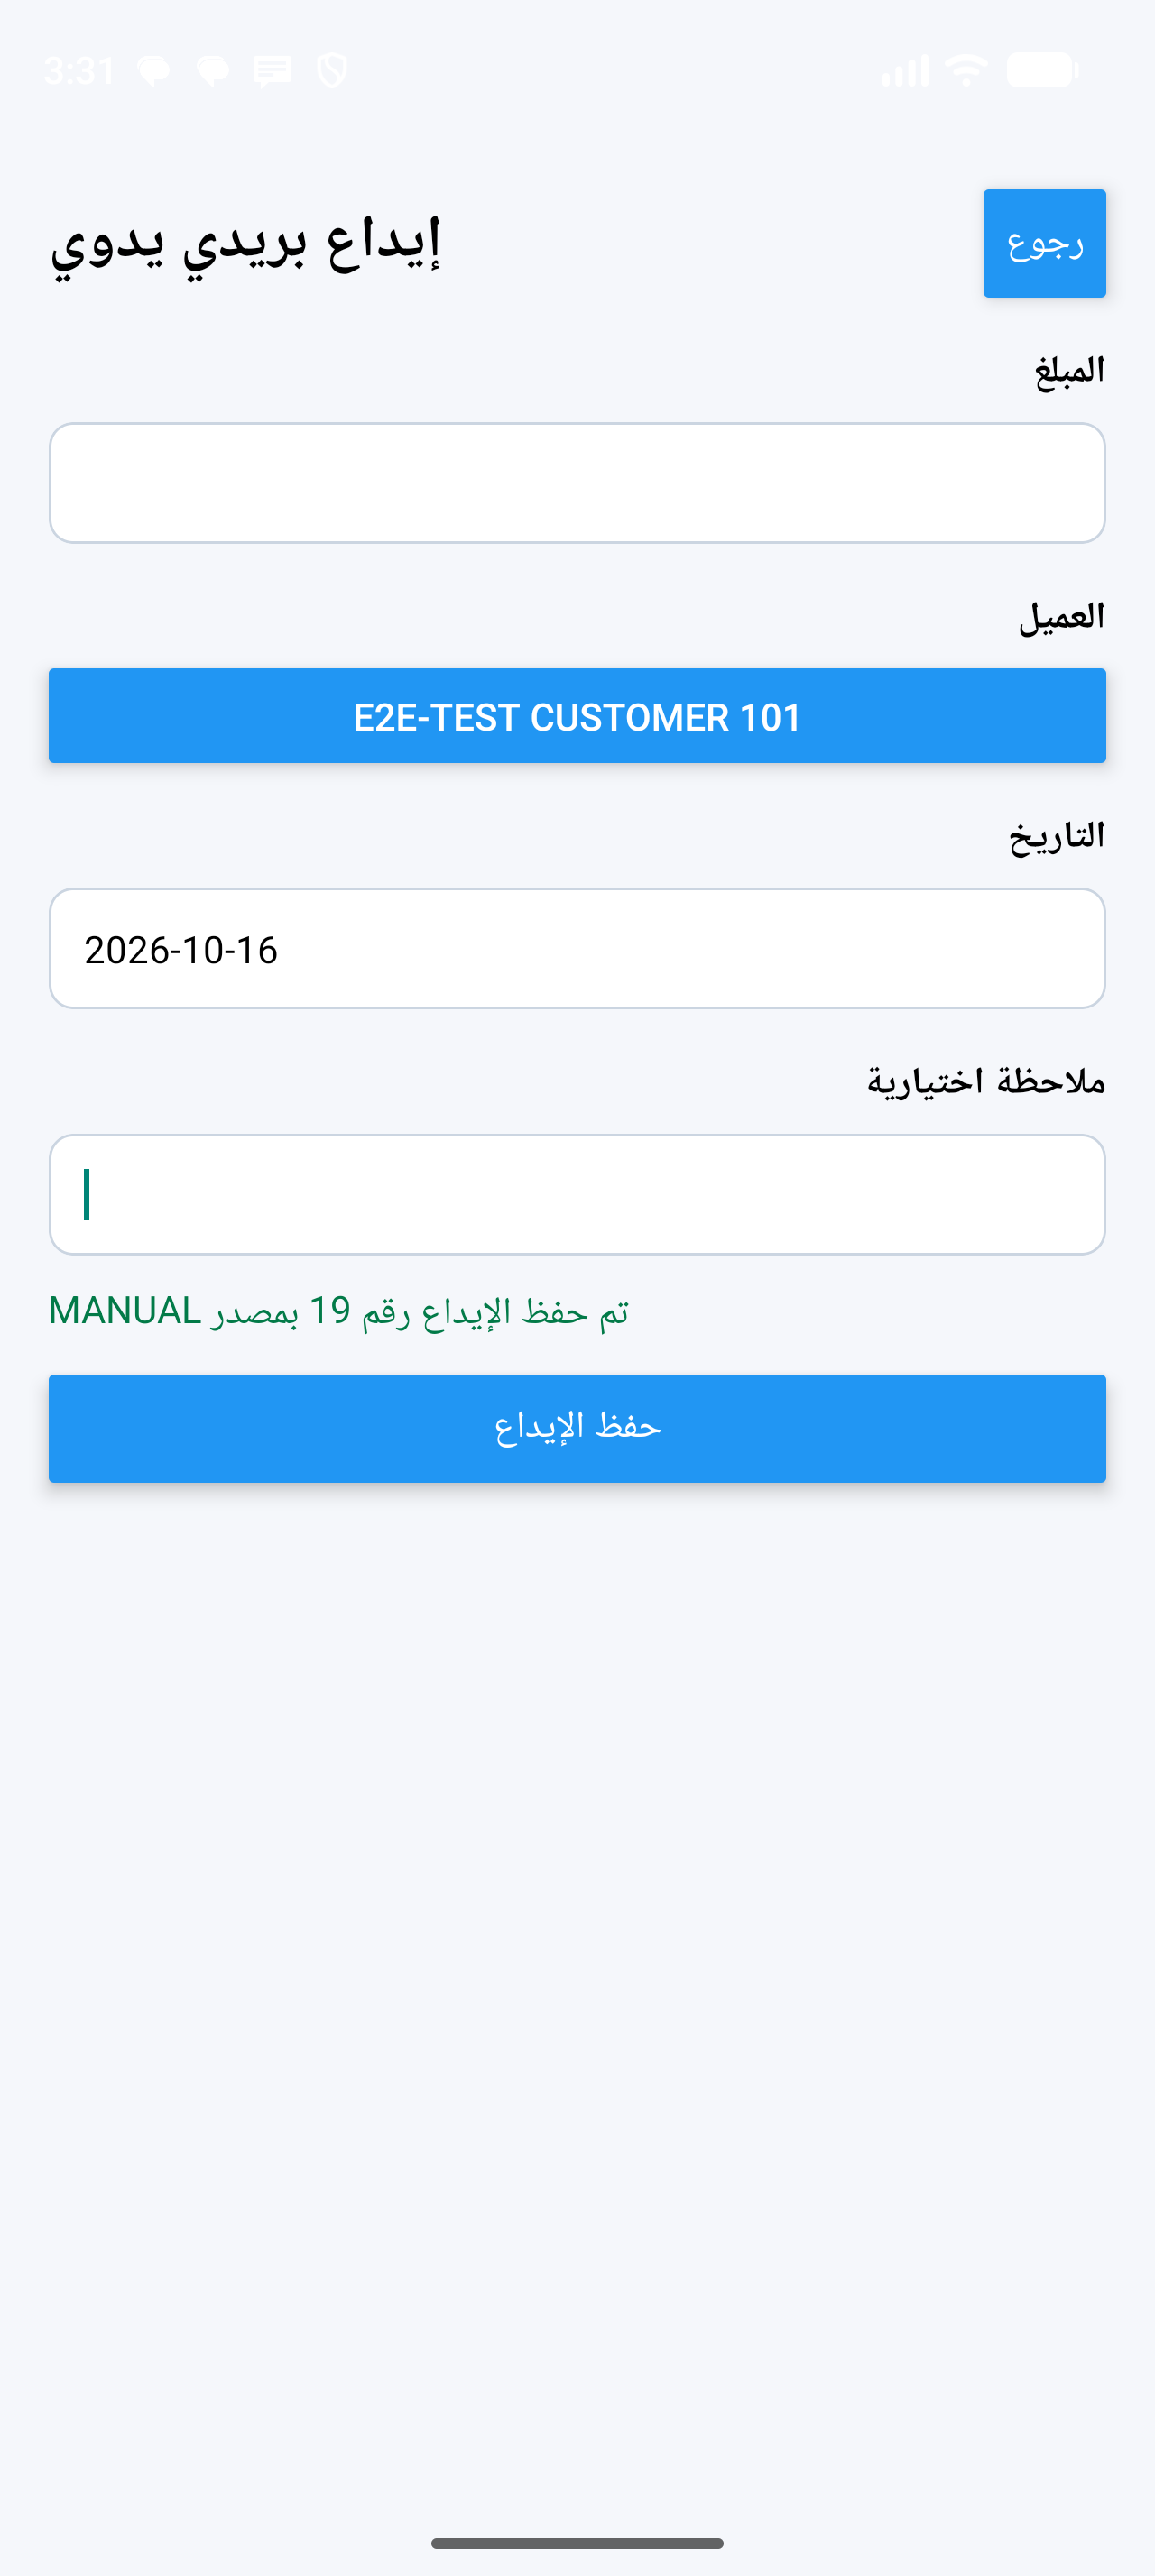 3:31
إيداع بريدي يدوي
رجوع
المبلغ
العميل
E2E-TEST CUSTOMER 101
التاريخ
2026-10-16
ملاحظة اختيارية
تم حفظ الإيداع رقم 19 بمصدر MANUAL
حفظ الإيداع